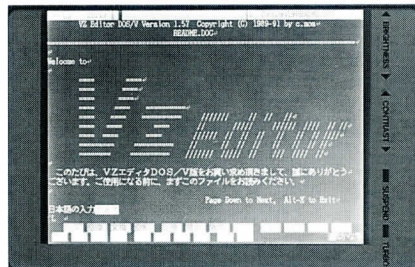 VZ Editor DOS/V Version 1.57 Copyright (C) 1989-91 by c.mos
README.DOC
Welcome to
VZ Editor
このたびは、VZエディタDOS/V版をお買い求め頂きまして、誠にありがとう
ございます。ご使用になる前に、まずこのファイルをお読みください。
Page Down to Next, Alt-X to Exit
日本語の入力
BRIGHTNESS
CONTRAST
SUSPEND
TURBO